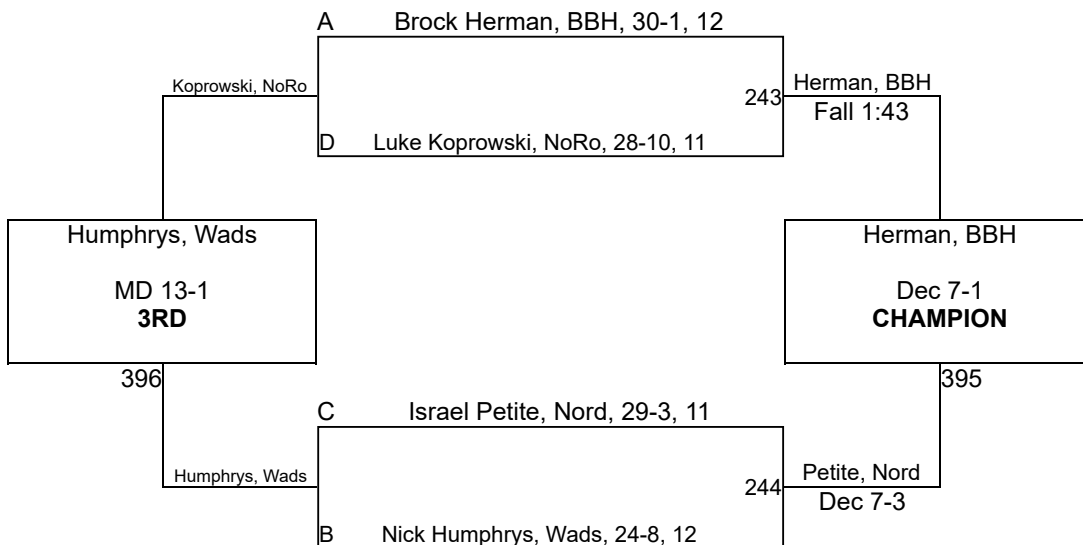 A
Brock Herman, BBH, 30-1, 12
Koprowski, NoRo
243
Herman, BBH
Fall 1:43
D
Luke Koprowski, NoRo, 28-10, 11
Humphrys, Wads
MD 13-1
3RD
396
Herman, BBH
Dec 7-1
CHAMPION
395
C
Israel Petite, Nord, 29-3, 11
Humphrys, Wads
244
Petite, Nord
Dec 7-3
B
Nick Humphrys, Wads, 24-8, 12